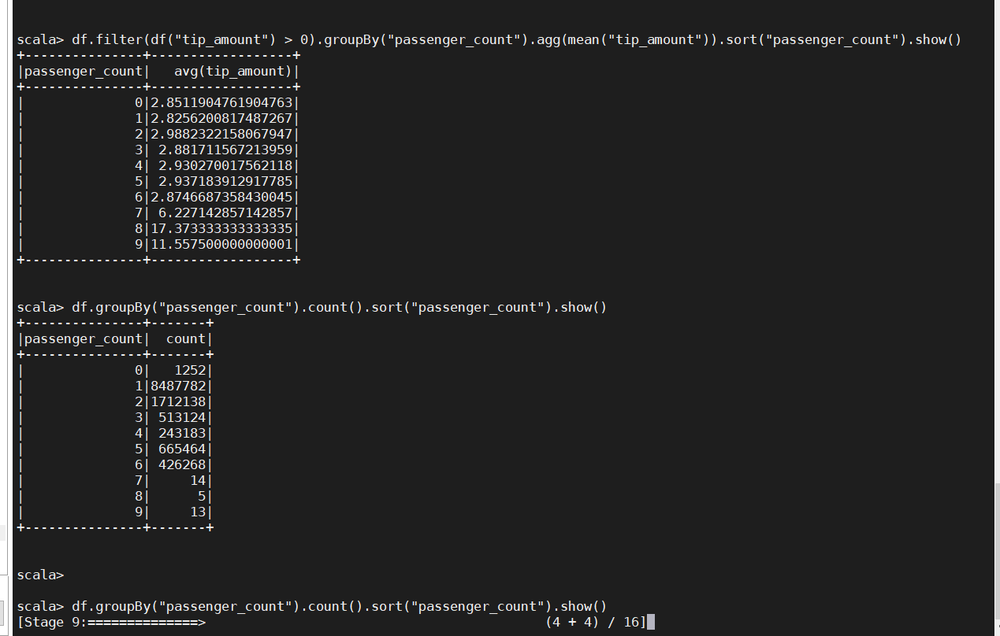 scala> df.filter(df("tip_amount") > 0).groupBy("passenger_count").agg(mean("tip_amount")).sort("passenger_count").show()
+---------------+------------------+
|passenger_count|   avg(tip_amount)|
+---------------+------------------+
|              0|2.8511904761904763|
|              1|2.8256200817487267|
|              2|2.9882322158067947|
|              3| 2.881711567213959|
|              4| 2.930270017562118|
|              5| 2.937183912917785|
|              6|2.8746687358430045|
|              7| 6.227142857142857|
|              8|17.373333333333335|
|              9|11.557500000000001|
+---------------+------------------+
scala> df.groupBy("passenger_count").count().sort("passenger_count").show()
+---------------+-------+
|passenger_count|  count|
+---------------+-------+
|              0|   1252|
|              1|8487782|
|              2|1712138|
|              3| 513124|
|              4| 243183|
|              5| 665464|
|              6| 426268|
|              7|     14|
|              8|      5|
|              9|     13|
+---------------+-------+
scala>
scala> df.groupBy("passenger_count").count().sort("passenger_count").show()
[Stage 9:==============>                                           (4 + 4) / 16]